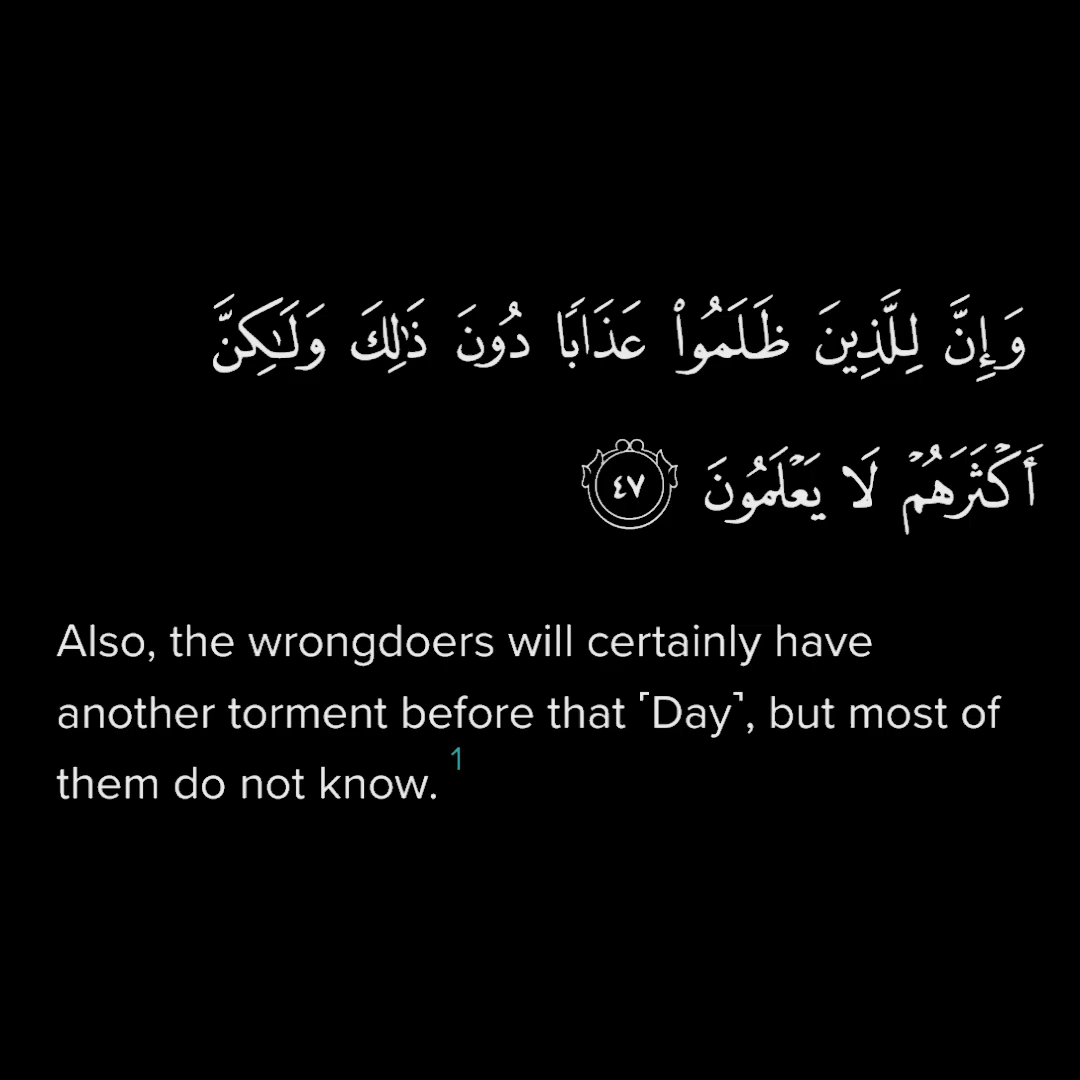 وَإِنَّ لِلَّذِينَ ظَلَمُوا۟ عَذَابًا دُونَ ذَٰلِكَ وَلَـٰكِنَّ
أَكْثَرَهُمْ لَا يَعْلَمُونَ ٤٧
Also, the wrongdoers will certainly have
another torment before that ˹Day˺, but most of
them do not know. 1